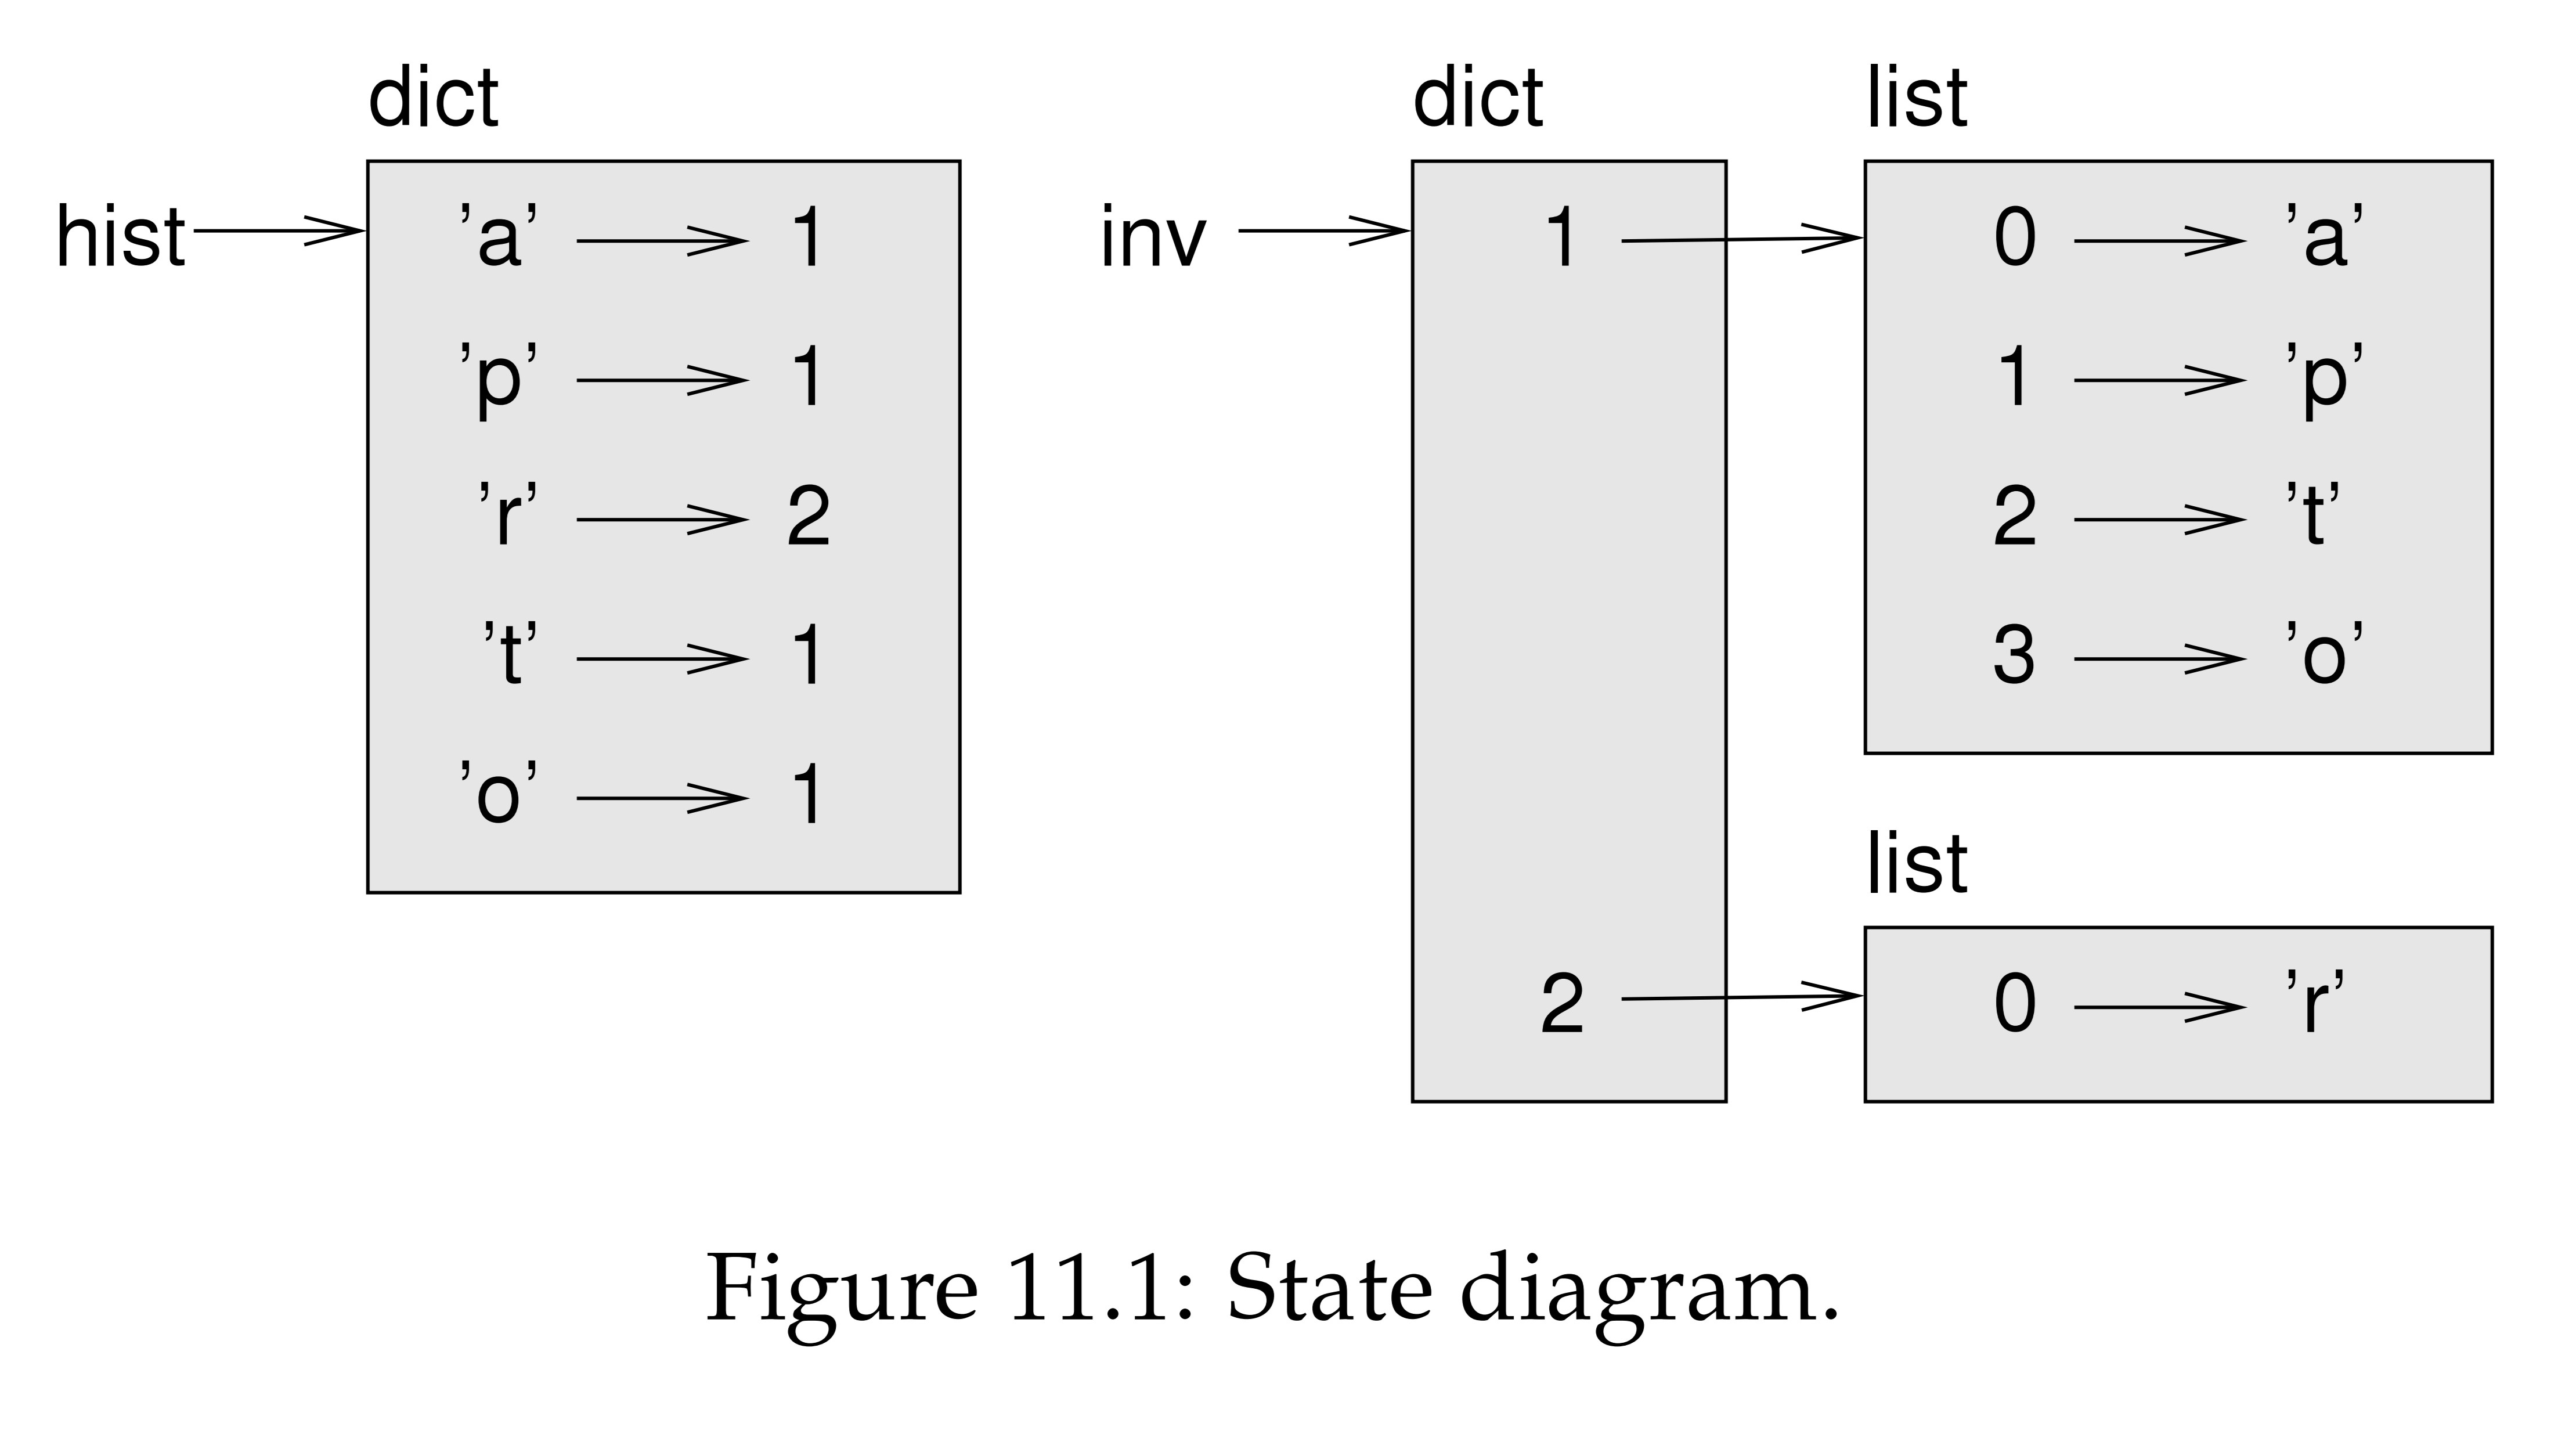 dict
hist
’a’ 1
’p’ 1
’r’ 2
’t’ 1
’o’ 1
dict
inv
1
2
list
0 ’a’
1 ’p’
2 ’t’
3 ’o’
list
0 ’r’
Figure 11.1: State diagram.